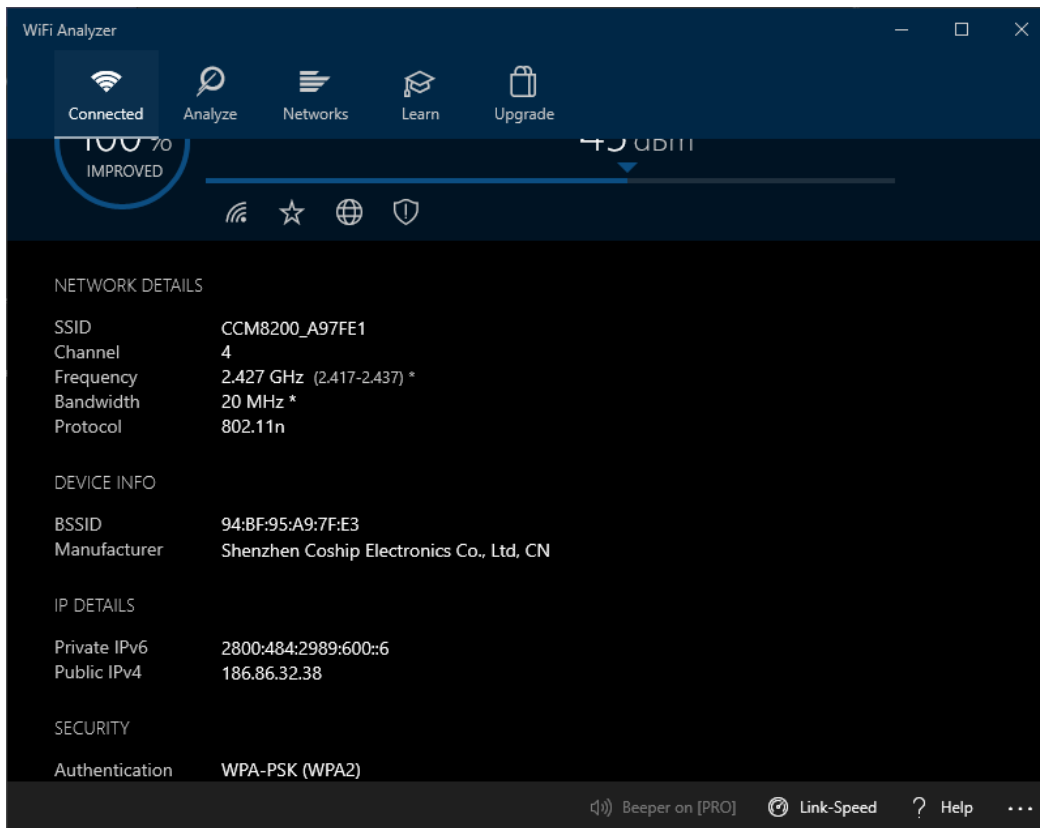 WiFi Analyzer
Connected Analyze Networks Learn Upgrade
100 % dBm
IMPROVED
NETWORK DETAILS
SSID CCM8200_A97FE1
Channel 4
Frequency 2.427 GHz (2.417-2.437) *
Bandwidth 20 MHz *
Protocol 802.11n
DEVICE INFO
BSSID 94:BF:95:A9:7F:E3
Manufacturer Shenzhen Coship Electronics Co., Ltd, CN
IP DETAILS
Private IPv6 2800:484:2989:600::6
Public IPv4 186.86.32.38
SECURITY
Authentication WPA-PSK (WPA2)
Beeper on [PRO] Link-Speed ? Help ...